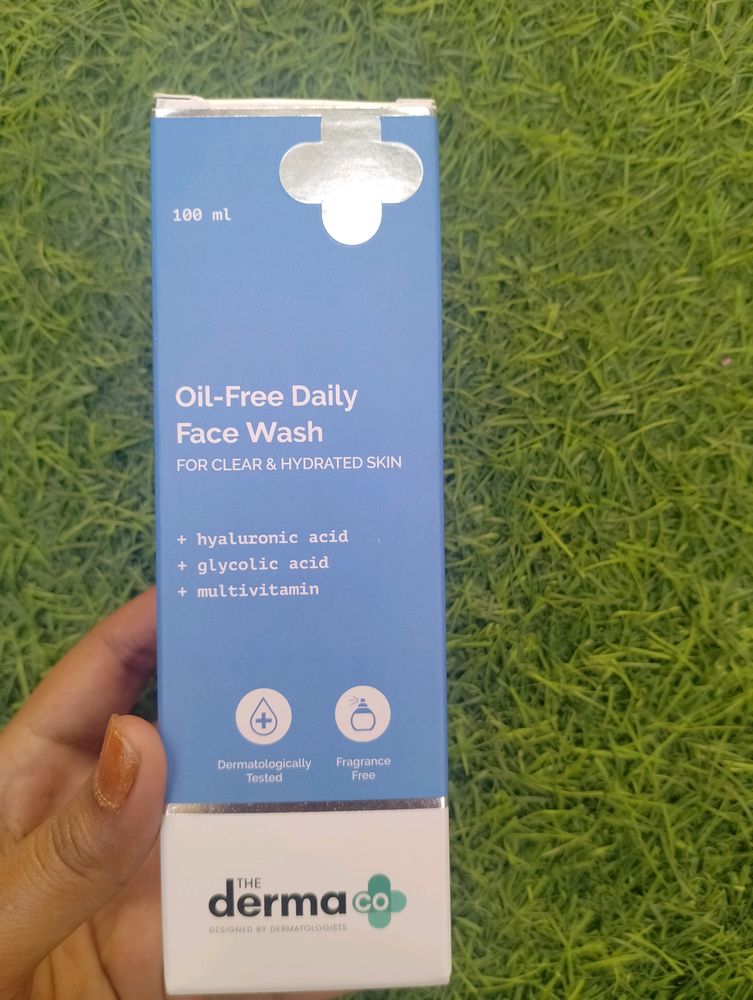 100 ml
Oil-Free Daily
Face Wash
FOR CLEAR & HYDRATED SKIN
+ hyaluronic acid
+ glycolic acid
+ multivitamin
Dermatologically
Tested
Fragrance
Free
THE
derma co
DESIGNED BY DERMATOLOGISTS